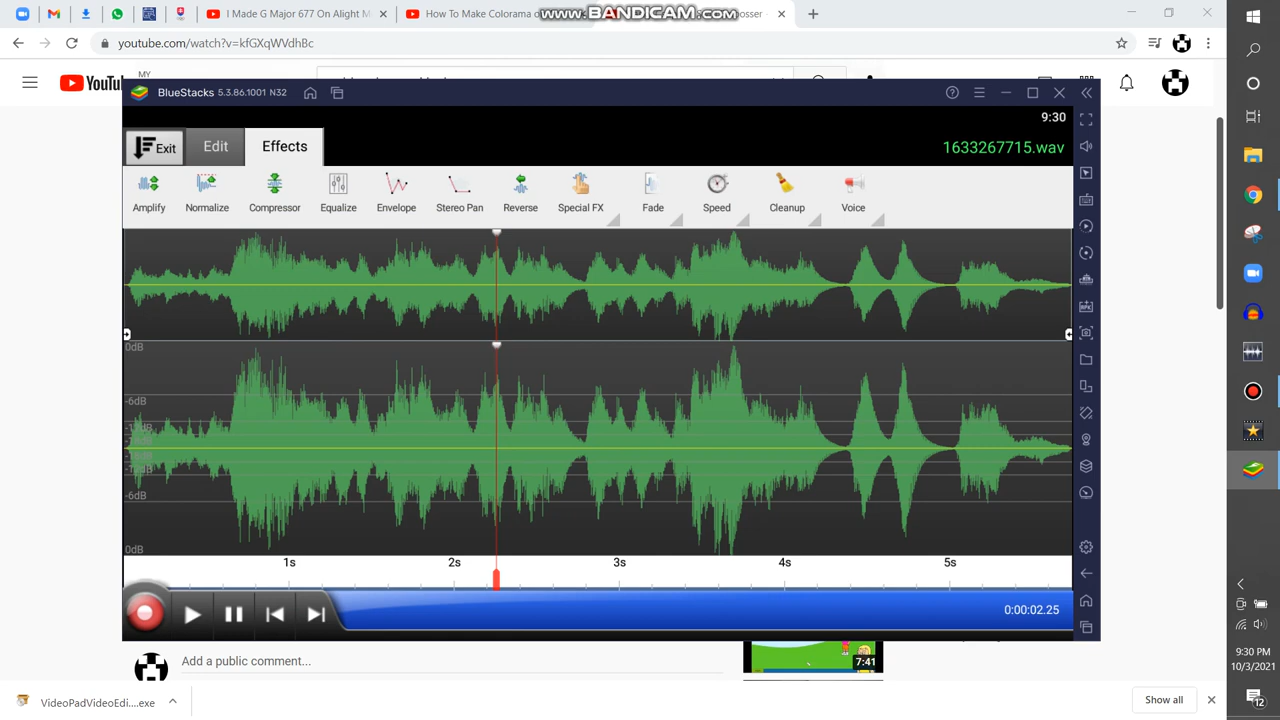 I Made G Major 677 On Alight M
How To Make Colorama o
www.BANDICAM.com
youtube.com/watch?v=kfGXqWVdhBc
MY
BlueStacks 5.3.86.1001 N32
9:30
Exit Edit Effects 1633267715.wav
Amplify Normalize Compressor Equalize Envelope Stereo Pan Reverse Special FX Fade Speed Cleanup Voice
0dB
-6dB
-6dB
0dB
1s 2s 3s 4s 5s
0:00:02.25
Add a public comment...
7:41
VideoPadVideoEdi....exe
Show all
9:30 PM
10/3/2021
12